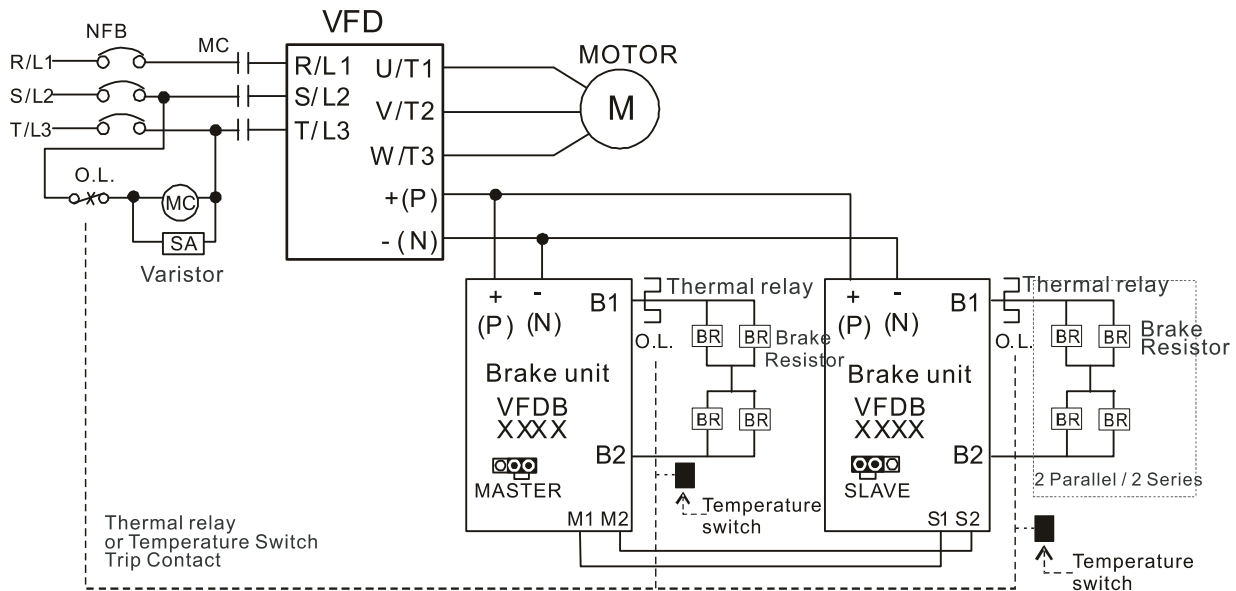 VFD
NFB
MC
MOTOR
R/L1
S/L2
T/L3
R/L1
S/L2
T/L3
U/T1
V/T2
W/T3
+(P)
-(N)
M
O.L.
MC
SA
Varistor
+
(P)
-
(N)
B1
Brake unit
VFDB
XXXX
B2
MASTER
M1 M2
Thermal relay
O.L.
BR
BR
BR
BR
Brake
Resistor
Temperature
switch
+
(P)
-
(N)
B1
Brake unit
VFDB
XXXX
B2
SLAVE
S1 S2
Thermal relay
O.L.
BR
BR
BR
BR
Brake
Resistor
2 Parallel / 2 Series
Temperature
switch
Thermal relay
or Temperature Switch
Trip Contact